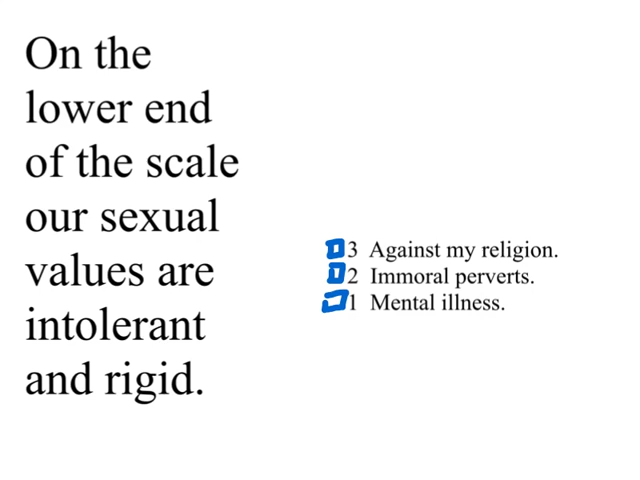 On the
lower end
of the scale
our sexual
values are
intolerant
and rigid.
3 Against my religion.
2 Immoral perverts.
1 Mental illness.